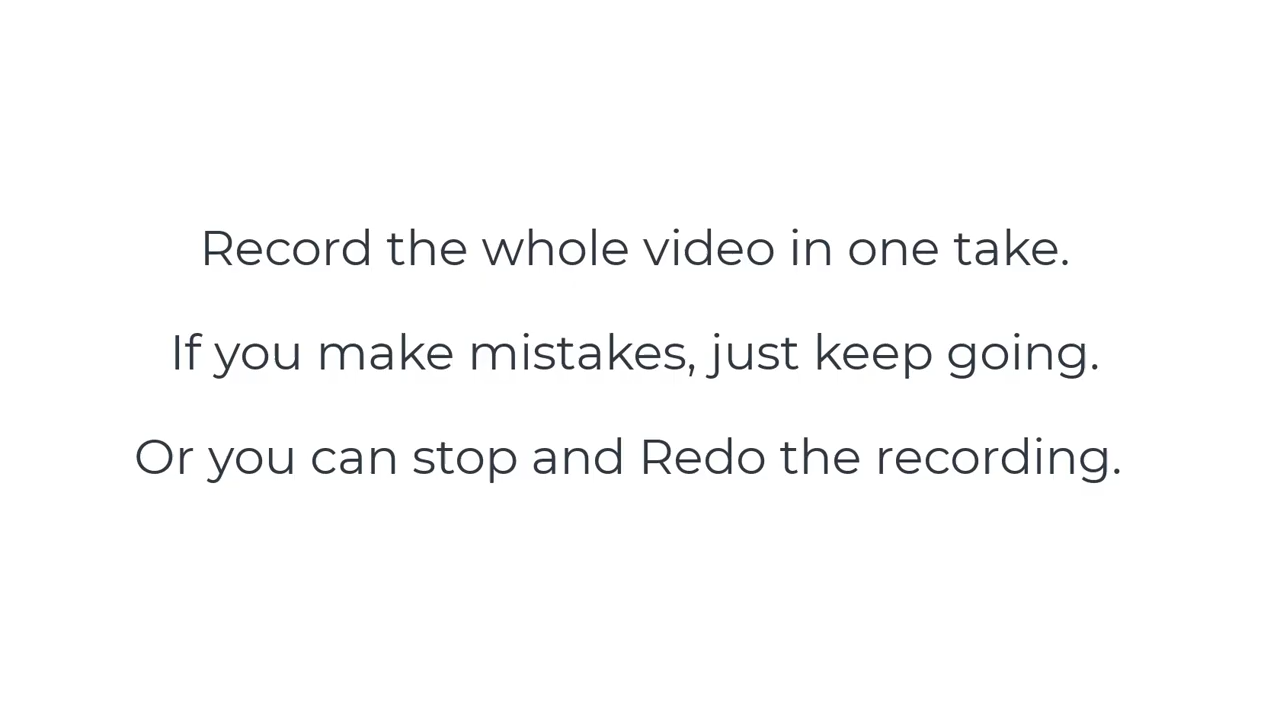 Record the whole video in one take.
If you make mistakes, just keep going.
Or you can stop and Redo the recording.